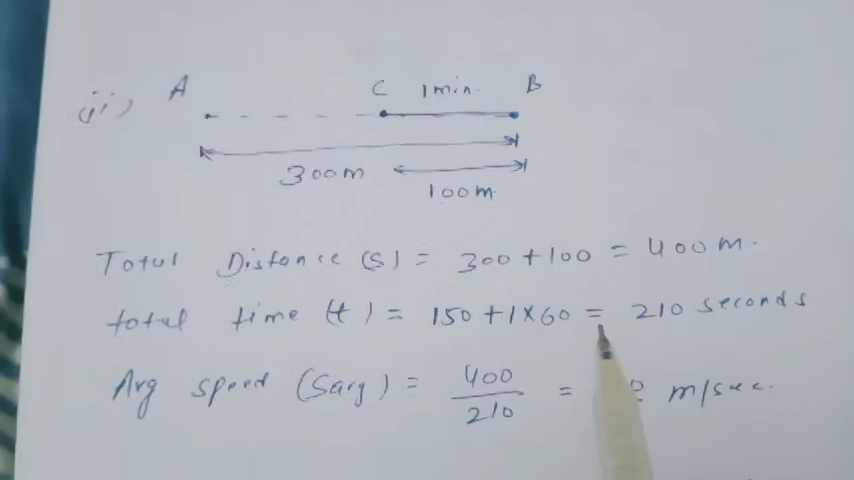 (ii) A C 1min. B
300m
100m
Total Distance (S) = 300 + 100 = 400m.
total time (t) = 150 + 1 × 60 = 210 seconds
Avg speed (Savg) = 400 / 210 = m/sec.